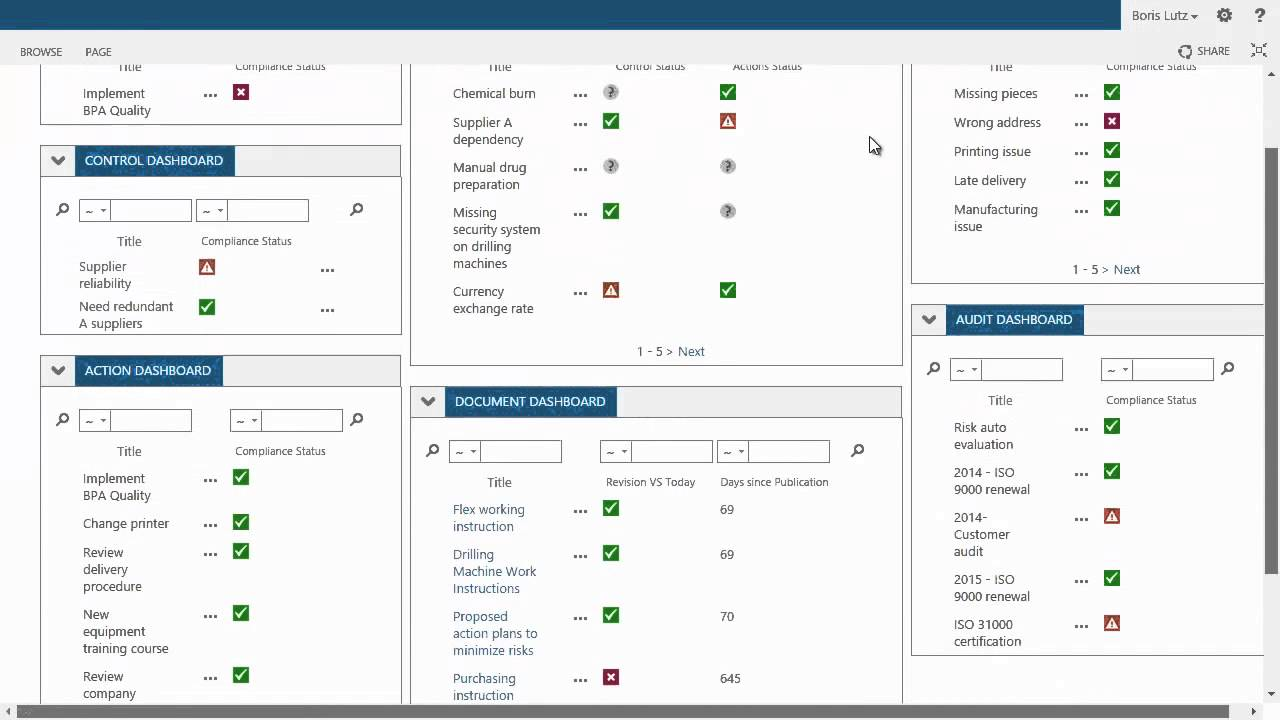 Boris Lutz
?
BROWSE
PAGE
SHARE
Title
Compliance Status
Implement
BPA Quality
...
CONTROL DASHBOARD
~
~
Title
Compliance Status
Supplier
reliability
...
Need redundant
A suppliers
...
ACTION DASHBOARD
~
~
Title
Compliance Status
Implement
BPA Quality
...
Change printer
...
Review
delivery
procedure
...
New
equipment
training course
...
Review
company
...
Title
Control Status
Actions Status
Chemical burn
...
?
Supplier A
dependency
...
Manual drug
preparation
...
?
?
Missing
security system
on drilling
machines
...
?
Currency
exchange rate
...
1 - 5 > Next
DOCUMENT DASHBOARD
~
~
~
Title
Revision VS Today
Days since Publication
Flex working
instruction
...
69
Drilling
Machine Work
Instructions
...
69
Proposed
action plans to
minimize risks
...
70
Purchasing
instruction
...
645
Title
Compliance Status
Missing pieces
...
Wrong address
...
Printing issue
...
Late delivery
...
Manufacturing
issue
...
1 - 5 > Next
AUDIT DASHBOARD
~
~
Title
Compliance Status
Risk auto
evaluation
...
2014 - ISO
9000 renewal
...
2014-
Customer
audit
...
2015 - ISO
9000 renewal
...
ISO 31000
certification
...